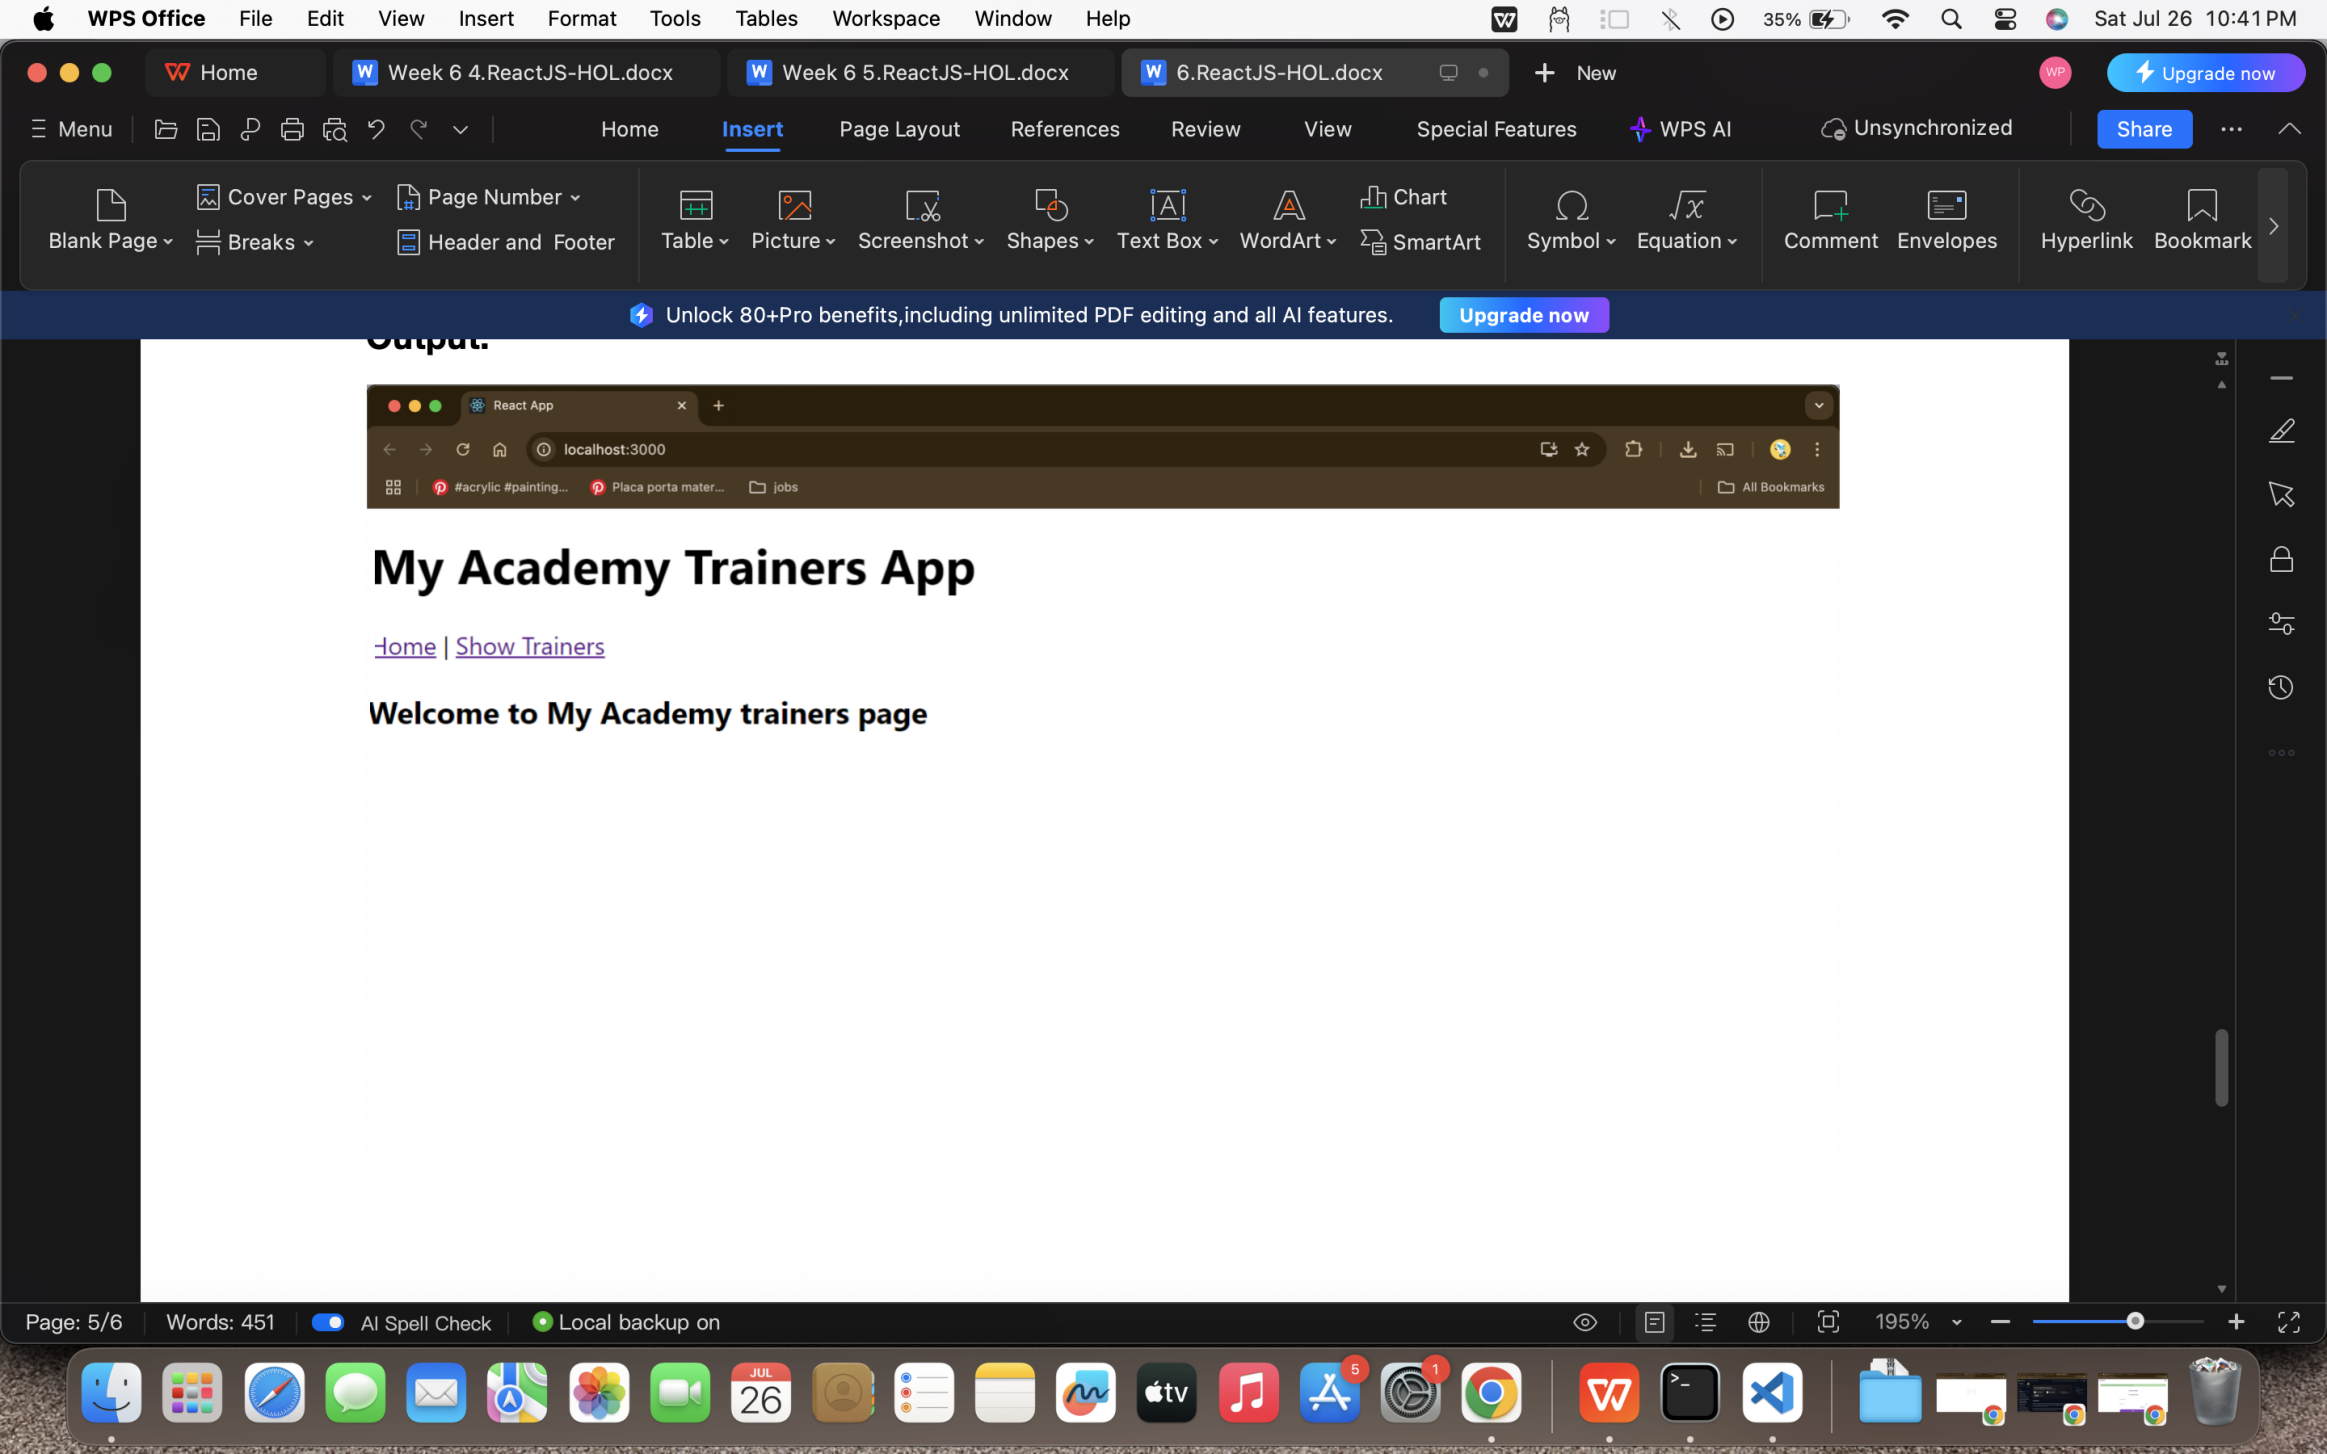 WPS Office File Edit View Insert Format Tools Tables Workspace Window Help 35% Sat Jul 26 10:41 PM
Home Week 6 4.ReactJS-HOL.docx Week 6 5.ReactJS-HOL.docx 6.ReactJS-HOL.docx New WP Upgrade now
Menu Home Insert Page Layout References Review View Special Features WPS AI Unsynchronized Share
Cover Pages Page Number Chart
Blank Page Table Picture Screenshot Shapes Text Box WordArt Symbol Equation Comment Envelopes Hyperlink Bookmark
Breaks Header and Footer SmartArt
Unlock 80+Pro benefits,including unlimited PDF editing and all AI features. Upgrade now
Output:
React App
localhost:3000
#acrylic #painting... Placa porta mater... jobs All Bookmarks
My Academy Trainers App
Home | Show Trainers
Welcome to My Academy trainers page
Page: 5/6 Words: 451 AI Spell Check Local backup on 195%
JUL 5 1
26 tv